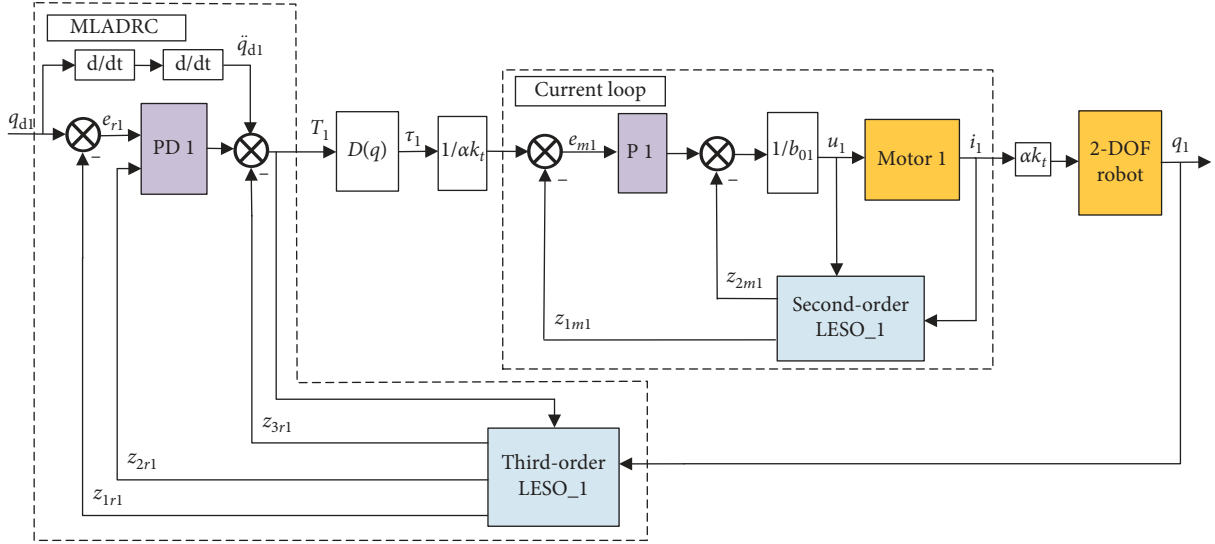 MLADRC
d/dt
d/dt
q̈d1
Current loop
qd1
er1
PD 1
T1
D(q)
τ1
1/αkt
em1
P 1
1/b01
u1
Motor 1
i1
αkt
2-DOF
robot
q1
–
–
–
–
z2m1
Second-order
LESO_1
z1m1
z3r1
Third-order
LESO_1
z2r1
z1r1